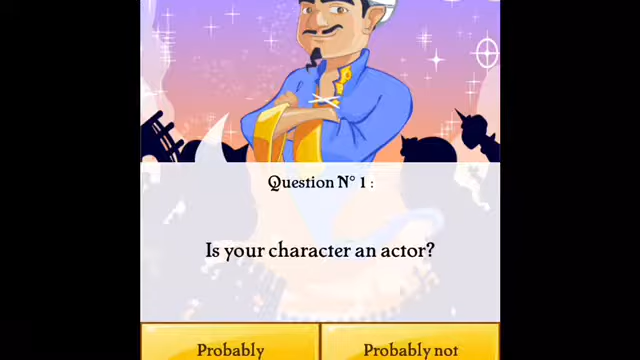 Question N° 1 :
Is your character an actor?
Probably
Probably not